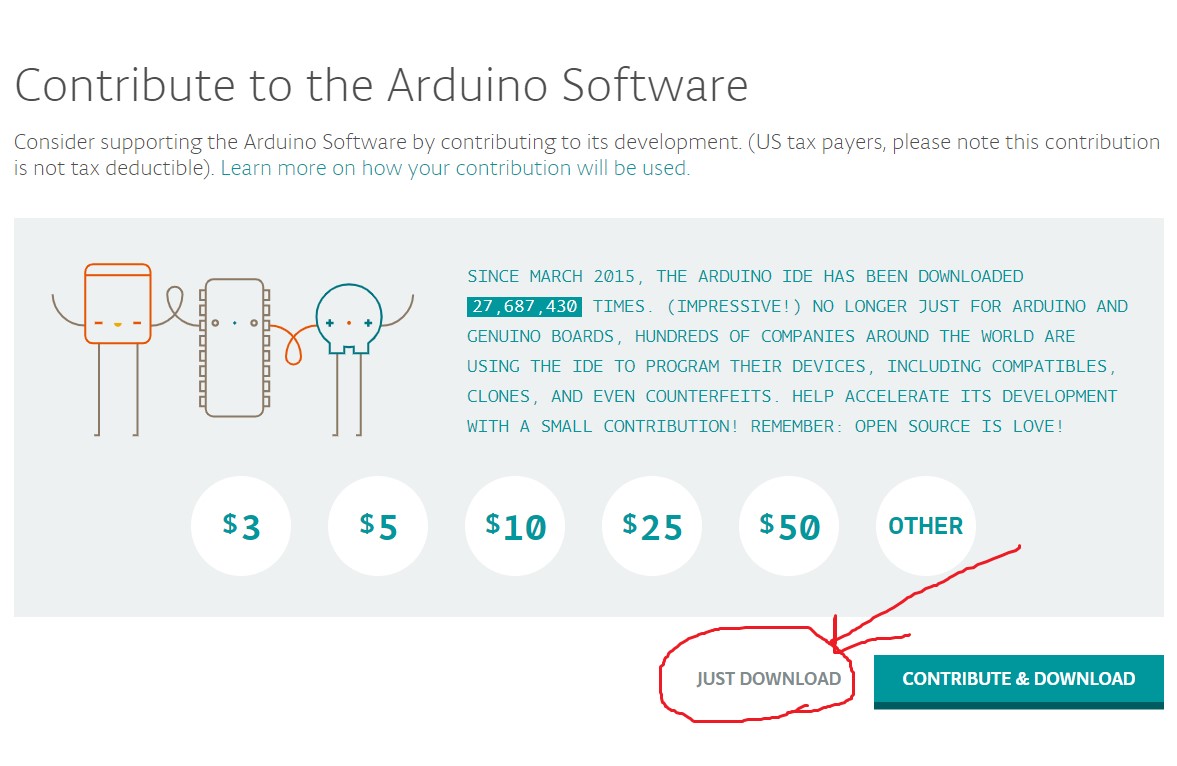 Contribute to the Arduino Software
Consider supporting the Arduino Software by contributing to its development. (US tax payers, please note this contribution
is not tax deductible). Learn more on how your contribution will be used.
SINCE MARCH 2015, THE ARDUINO IDE HAS BEEN DOWNLOADED
27,687,430 TIMES. (IMPRESSIVE!) NO LONGER JUST FOR ARDUINO AND
GENUINO BOARDS, HUNDREDS OF COMPANIES AROUND THE WORLD ARE
USING THE IDE TO PROGRAM THEIR DEVICES, INCLUDING COMPATIBLES,
CLONES, AND EVEN COUNTERFEITS. HELP ACCELERATE ITS DEVELOPMENT
WITH A SMALL CONTRIBUTION! REMEMBER: OPEN SOURCE IS LOVE!
$3 $5 $10 $25 $50 OTHER
JUST DOWNLOAD CONTRIBUTE & DOWNLOAD